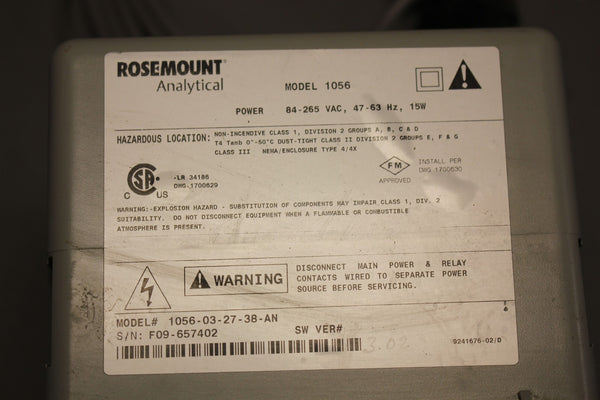 ROSEMOUNT®
Analytical
MODEL 1056
POWER 84-265 VAC, 47-63 Hz, 15W
HAZARDOUS LOCATION: NON-INCENDIVE CLASS 1, DIVISION 2 GROUPS A, B, C & D
T4 Tamb 0°-50°C DUST-TIGHT CLASS II DIVISION 2 GROUPS E, F & G
CLASS III NEMA/ENCLOSURE TYPE 4/4X
CSA
C US
-LR 34186
DWG.1700629
FM
APPROVED
INSTALL PER
DWG.1700630
WARNING:-EXPLOSION HAZARD - SUBSTITUTION OF COMPONENTS MAY IMPAIR CLASS 1, DIV. 2
SUITABILITY. DO NOT DISCONNECT EQUIPMENT WHEN A FLAMMABLE OR COMBUSTIBLE
ATMOSPHERE IS PRESENT.
WARNING
DISCONNECT MAIN POWER & RELAY
CONTACTS WIRED TO SEPARATE POWER
SOURCE BEFORE SERVICING.
MODEL# 1056-03-27-38-AN
S/N: F09-657402
SW VER#
3.02
9241676-02/D